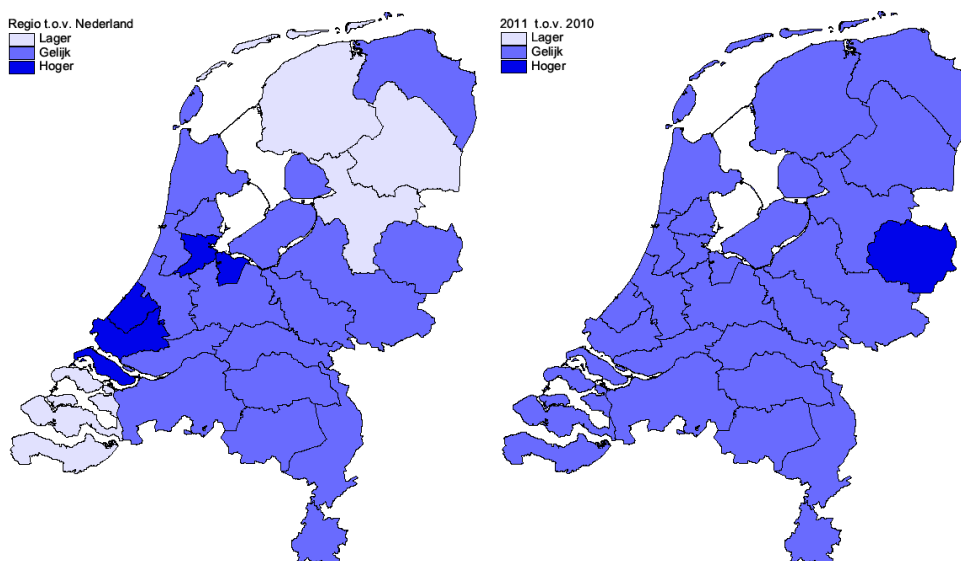 Regio t.o.v. Nederland
Lager
Gelijk
Hoger
2011 t.o.v. 2010
Lager
Gelijk
Hoger